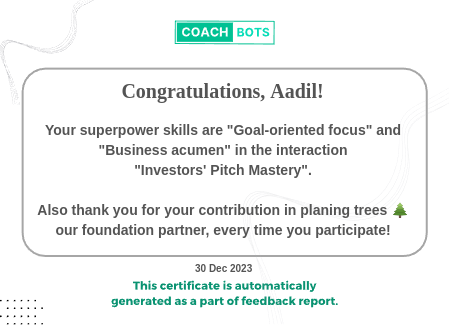 COACH BOTS
Congratulations, Aadil!
Your superpower skills are "Goal-oriented focus" and
"Business acumen" in the interaction
"Investors' Pitch Mastery".
Also thank you for your contribution in planing trees 🌲
our foundation partner, every time you participate!
30 Dec 2023
This certificate is automatically
generated as a part of feedback report.